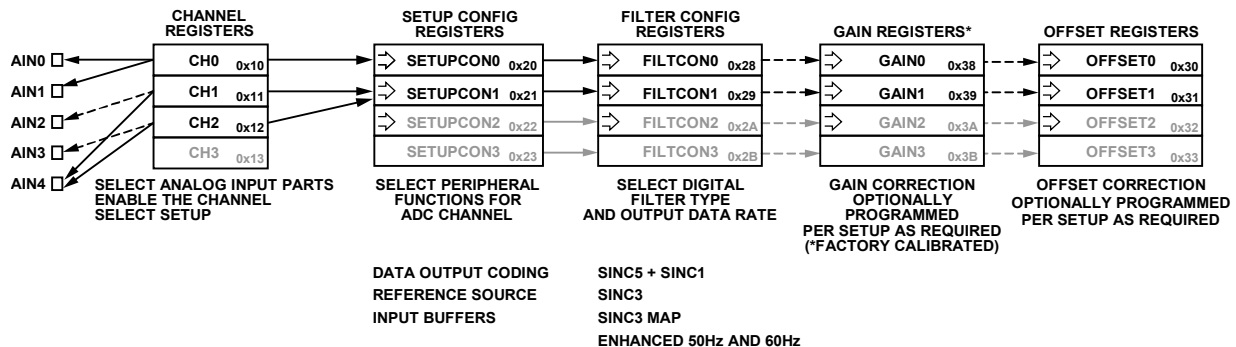 CHANNEL
REGISTERS
SETUP CONFIG
REGISTERS
FILTER CONFIG
REGISTERS
GAIN REGISTERS*
OFFSET REGISTERS
AIN0
AIN1
AIN2
AIN3
AIN4
CH0 0x10
CH1 0x11
CH2 0x12
CH3 0x13
SELECT ANALOG INPUT PARTS
ENABLE THE CHANNEL
SELECT SETUP
SETUPCON0 0x20
SETUPCON1 0x21
SETUPCON2 0x22
SETUPCON3 0x23
SELECT PERIPHERAL
FUNCTIONS FOR
ADC CHANNEL
FILTCON0 0x28
FILTCON1 0x29
FILTCON2 0x2A
FILTCON3 0x2B
SELECT DIGITAL
FILTER TYPE
AND OUTPUT DATA RATE
GAIN0 0x38
GAIN1 0x39
GAIN2 0x3A
GAIN3 0x3B
GAIN CORRECTION
OPTIONALLY
PROGRAMMED
PER SETUP AS REQUIRED
(*FACTORY CALIBRATED)
OFFSET0 0x30
OFFSET1 0x31
OFFSET2 0x32
OFFSET3 0x33
OFFSET CORRECTION
OPTIONALLY PROGRAMMED
PER SETUP AS REQUIRED
DATA OUTPUT CODING
REFERENCE SOURCE
INPUT BUFFERS
SINC5 + SINC1
SINC3
SINC3 MAP
ENHANCED 50Hz AND 60Hz